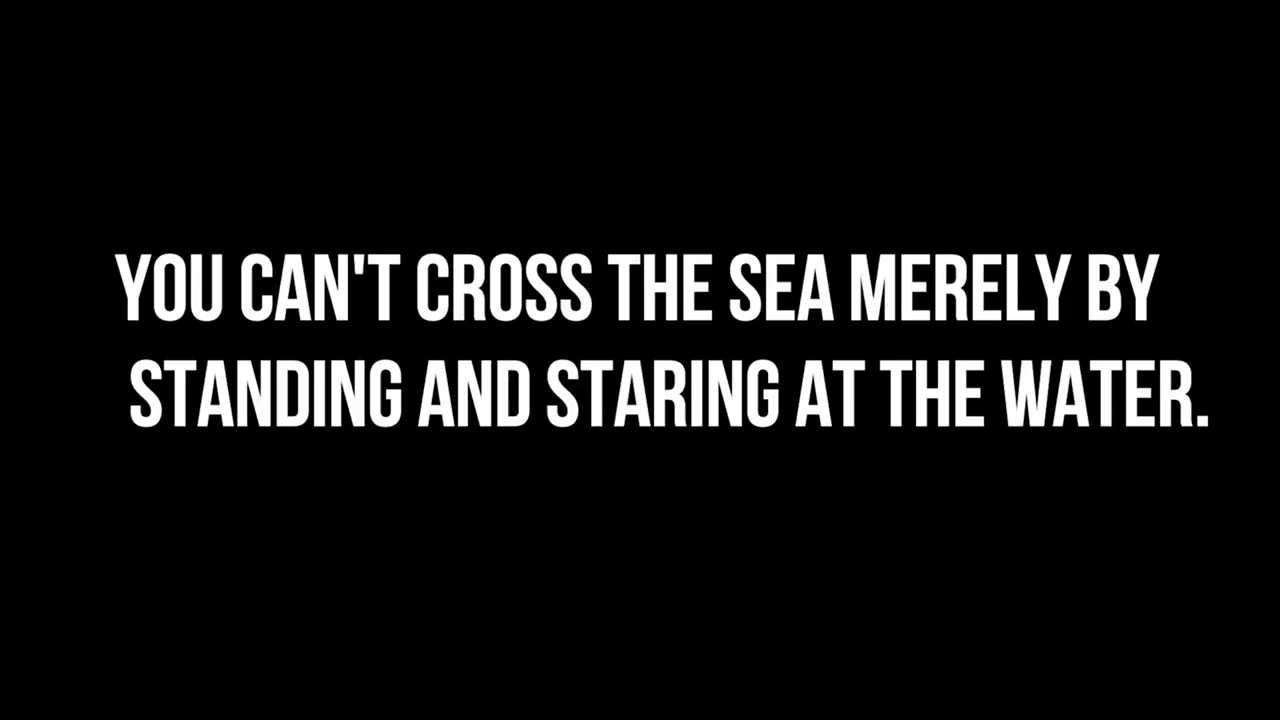 YOU CAN'T CROSS THE SEA MERELY BY
STANDING AND STARING AT THE WATER.